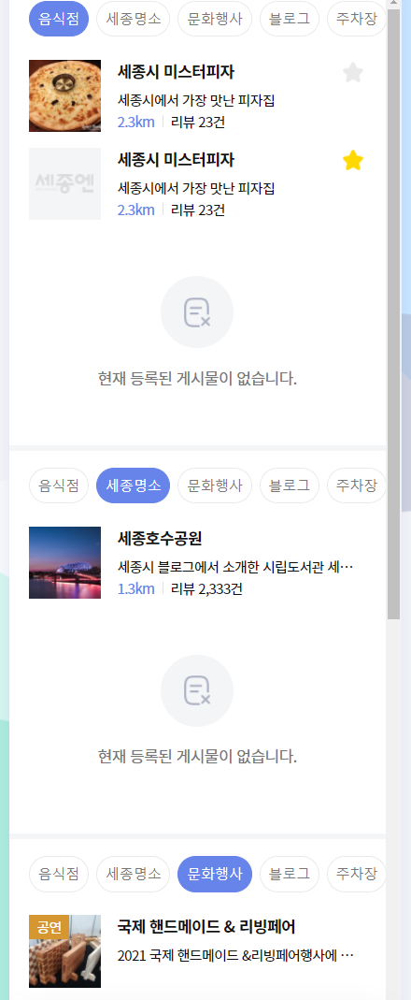 음식점 세종명소 문화행사 블로그 주차장
세종시 미스터피자
세종시에서 가장 맛난 피자집
2.3km 리뷰 23건
세종엔
세종시 미스터피자
세종시에서 가장 맛난 피자집
2.3km 리뷰 23건
현재 등록된 게시물이 없습니다.
음식점 세종명소 문화행사 블로그 주차장
세종호수공원
세종시 블로그에서 소개한 시립도서관 세…
1.3km 리뷰 2,333건
현재 등록된 게시물이 없습니다.
음식점 세종명소 문화행사 블로그 주차장
공연
국제 핸드메이드 & 리빙페어
2021 국제 핸드메이드 &리빙페어행사에 …